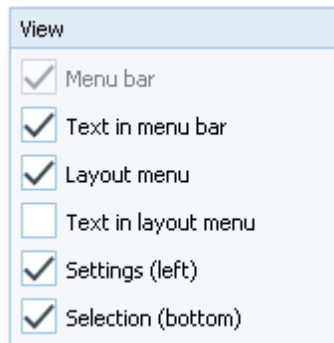 View
Menu bar
Text in menu bar
Layout menu
Text in layout menu
Settings (left)
Selection (bottom)